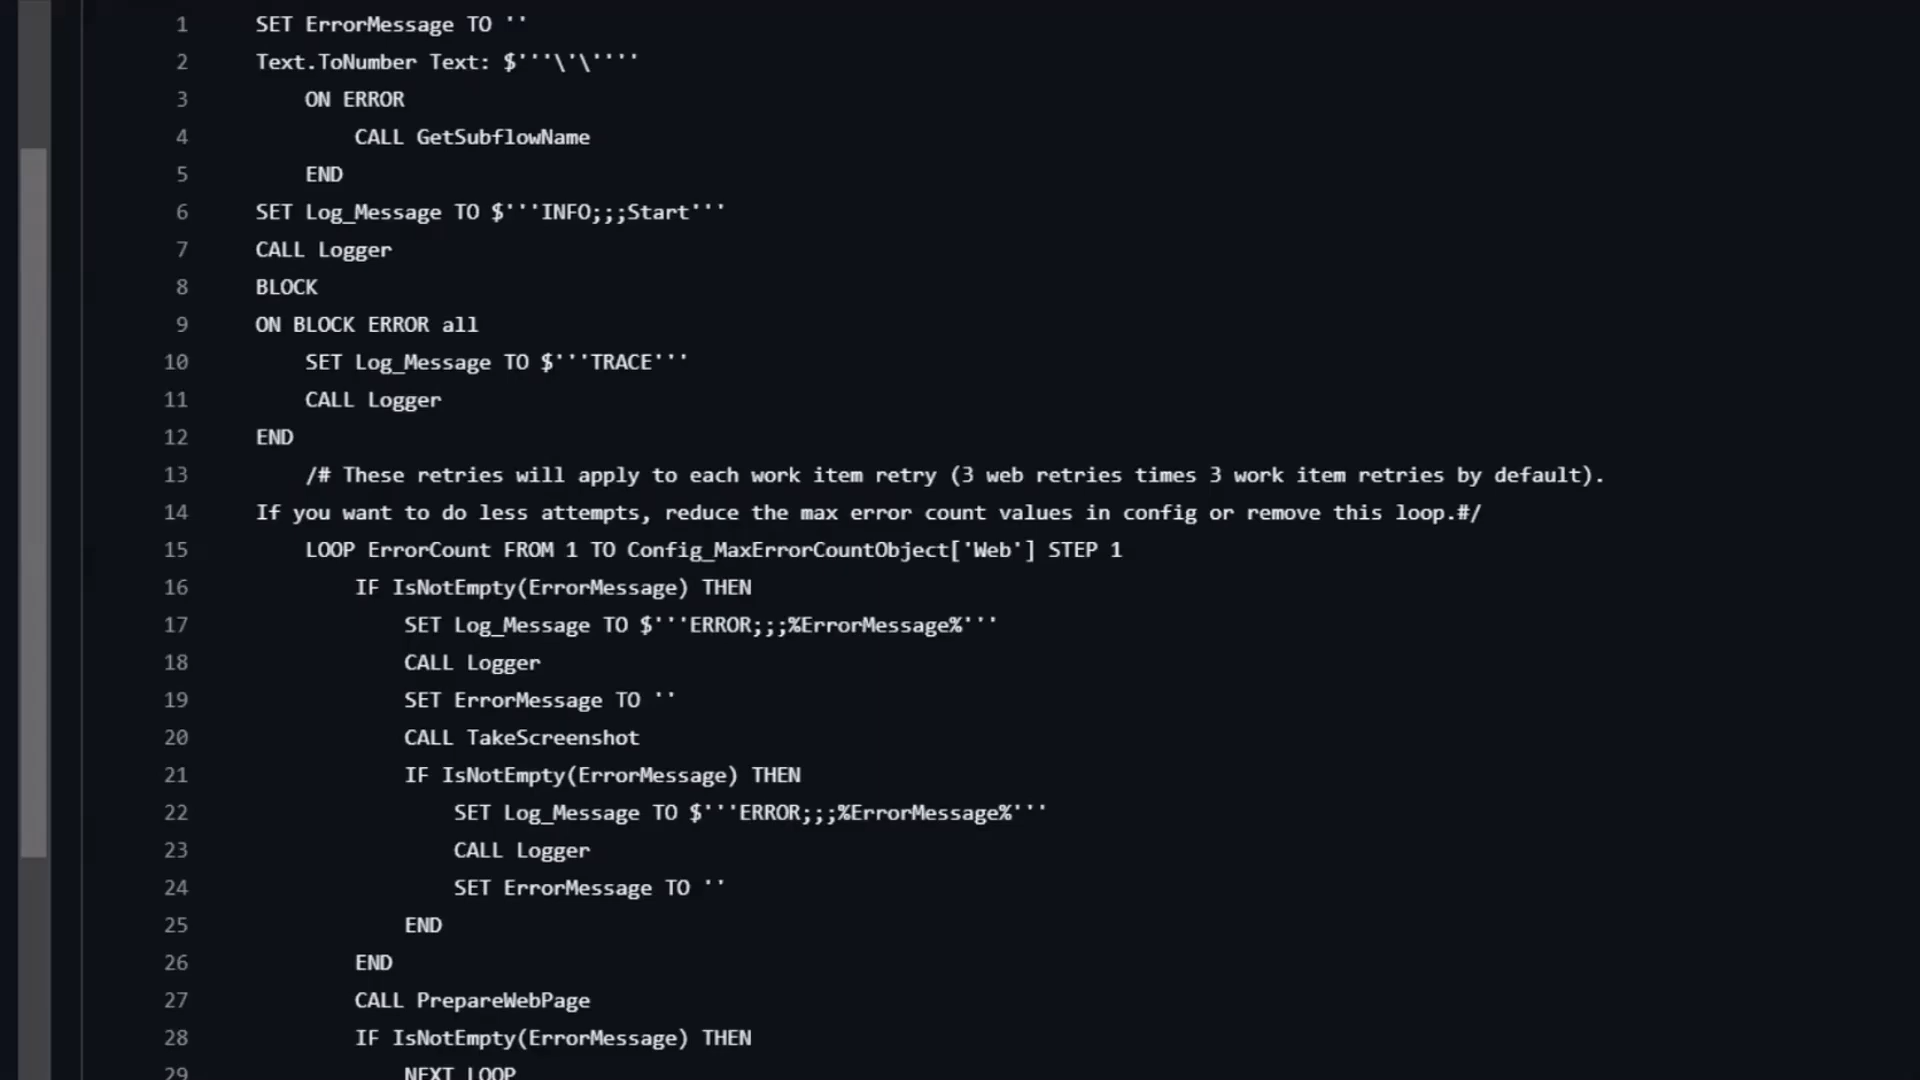 1 SET ErrorMessage TO ''
2 Text.ToNumber Text: $'''\'\''''
3 ON ERROR
4 CALL GetSubflowName
5 END
6 SET Log_Message TO $'''INFO;;;Start'''
7 CALL Logger
8 BLOCK
9 ON BLOCK ERROR all
10 SET Log_Message TO $'''TRACE'''
11 CALL Logger
12 END
13 /# These retries will apply to each work item retry (3 web retries times 3 work item retries by default).
14 If you want to do less attempts, reduce the max error count values in config or remove this loop.#/
15 LOOP ErrorCount FROM 1 TO Config_MaxErrorCountObject['Web'] STEP 1
16 IF IsNotEmpty(ErrorMessage) THEN
17 SET Log_Message TO $'''ERROR;;;%ErrorMessage%'''
18 CALL Logger
19 SET ErrorMessage TO ''
20 CALL TakeScreenshot
21 IF IsNotEmpty(ErrorMessage) THEN
22 SET Log_Message TO $'''ERROR;;;%ErrorMessage%'''
23 CALL Logger
24 SET ErrorMessage TO ''
25 END
26 END
27 CALL PrepareWebPage
28 IF IsNotEmpty(ErrorMessage) THEN
29 NEXT LOOP